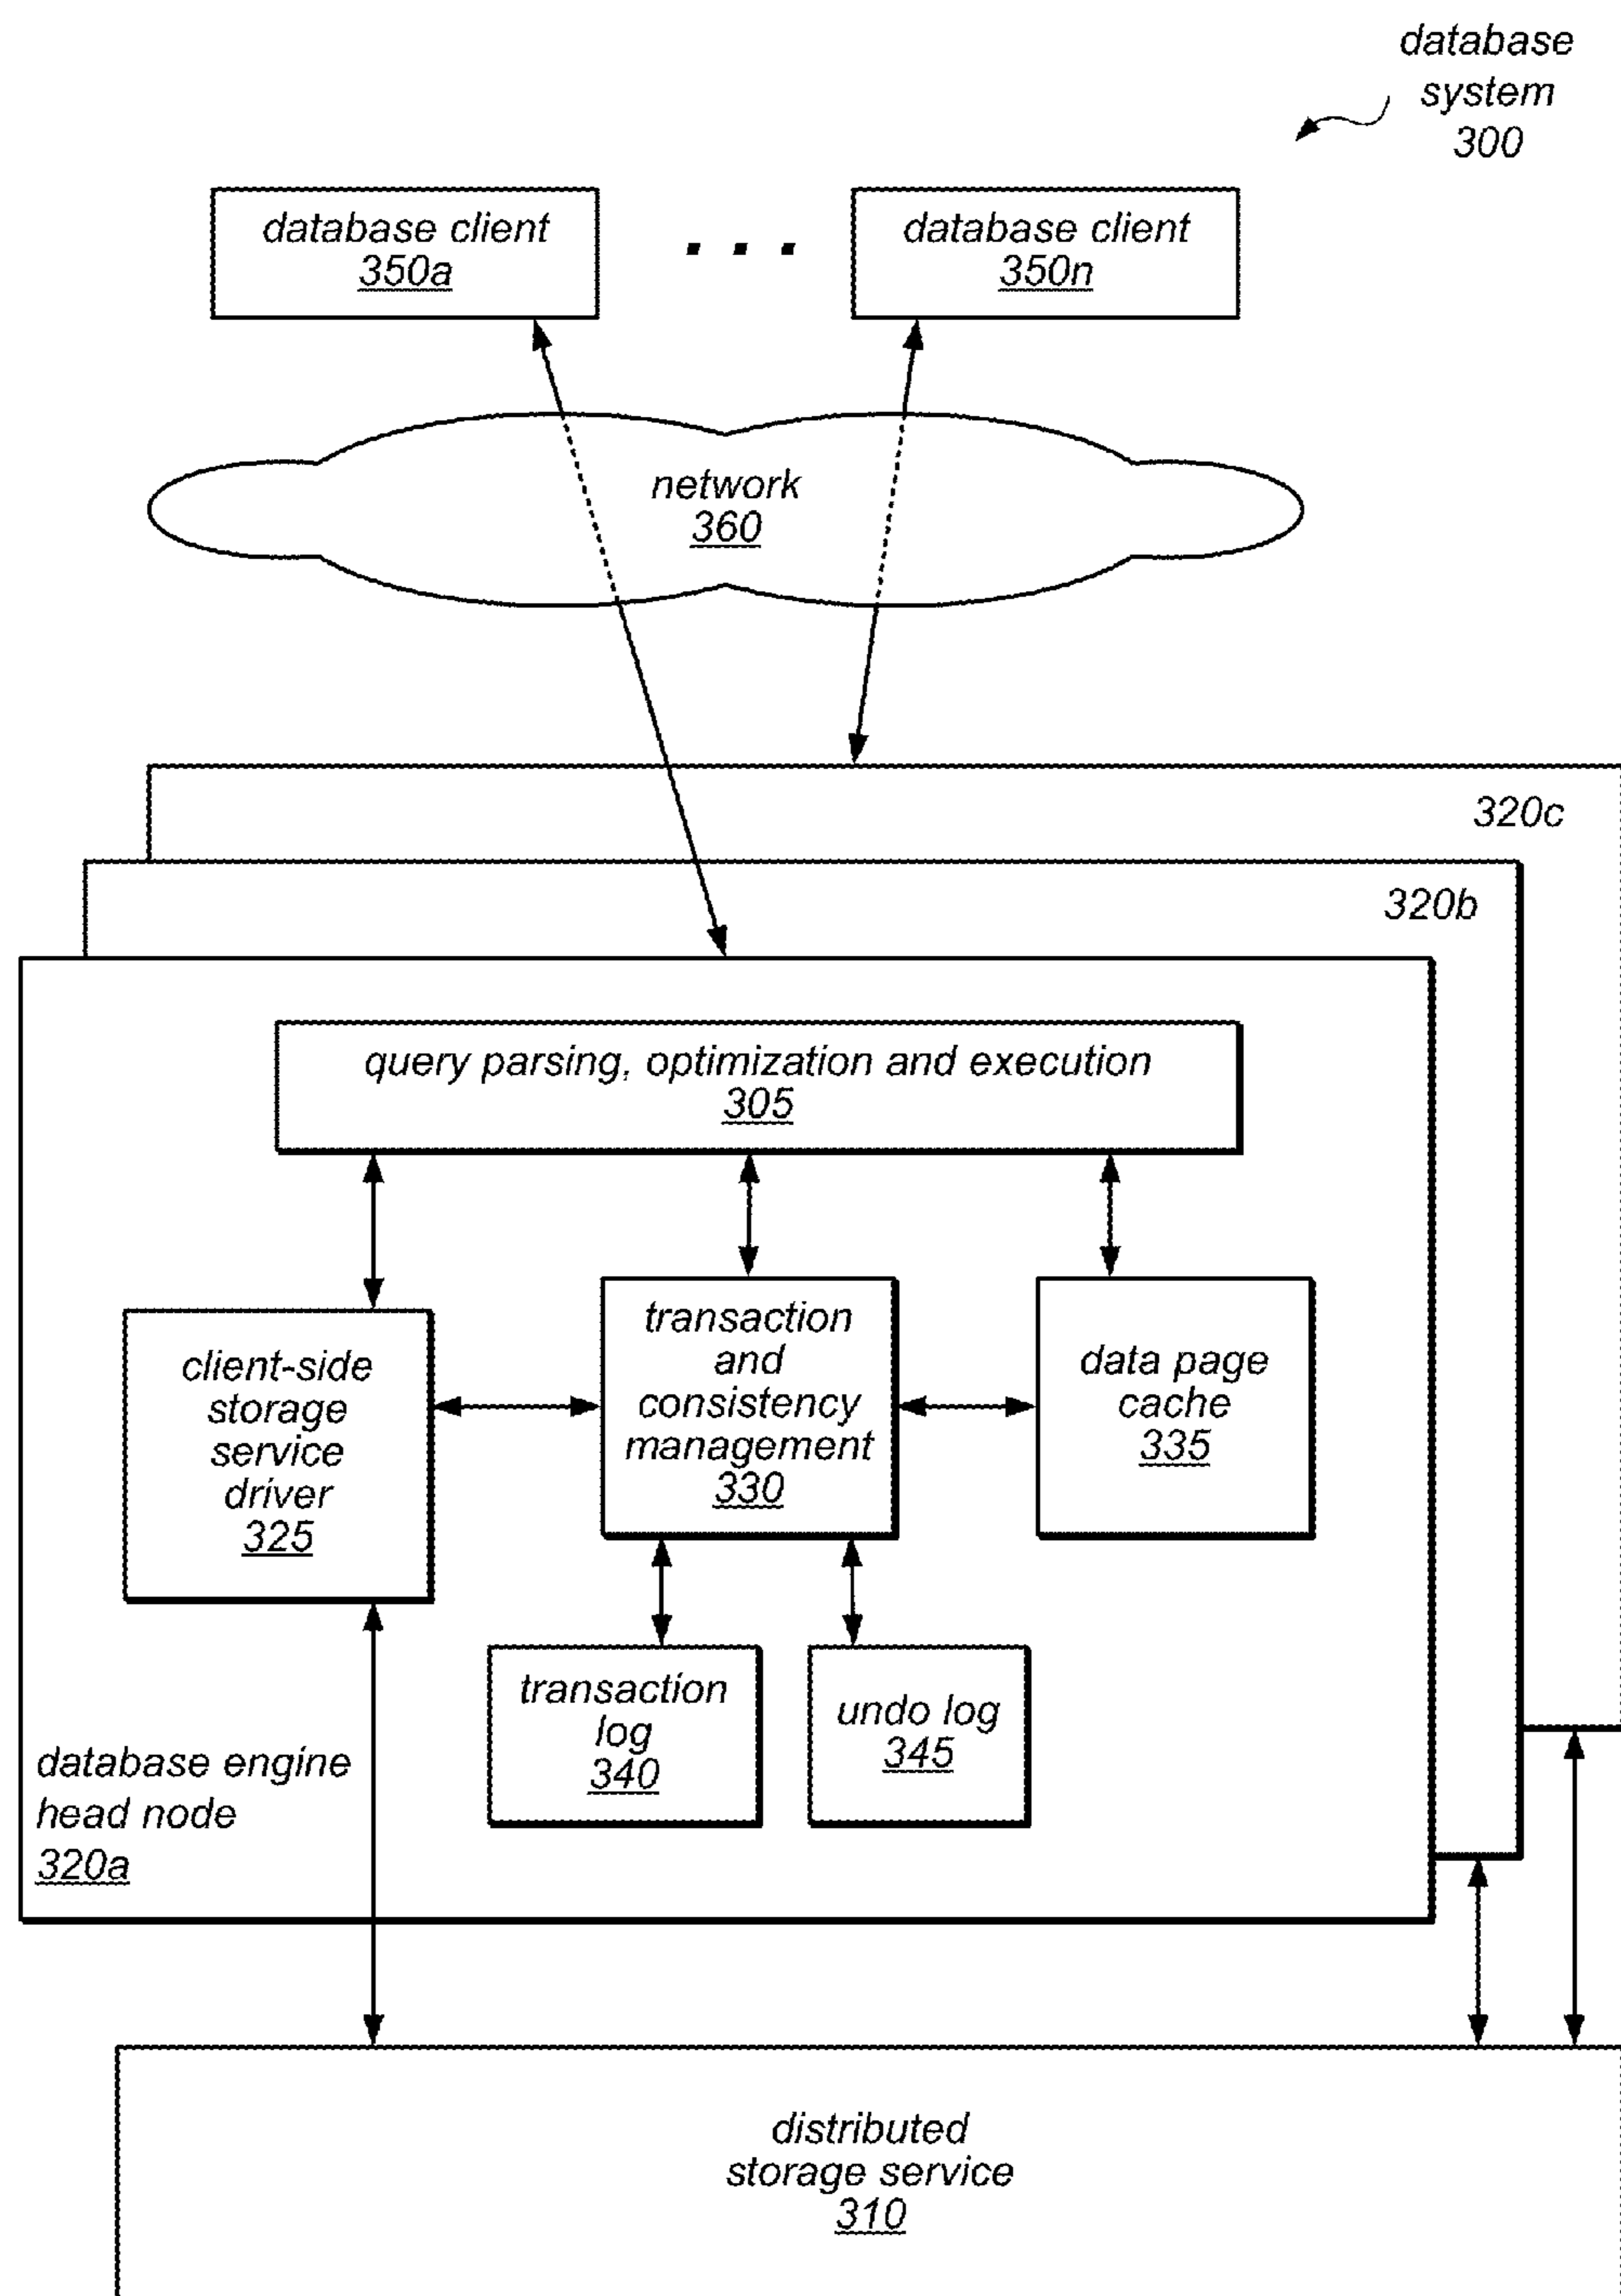 database
system
300
database client
350a
. . .
database client
350n
network
360
320c
320b
query parsing, optimization and execution
305
client-side
storage
service
driver
325
transaction
and
consistency
management
330
data page
cache
335
transaction
log
340
undo log
345
database engine
head node
320a
distributed
storage service
310